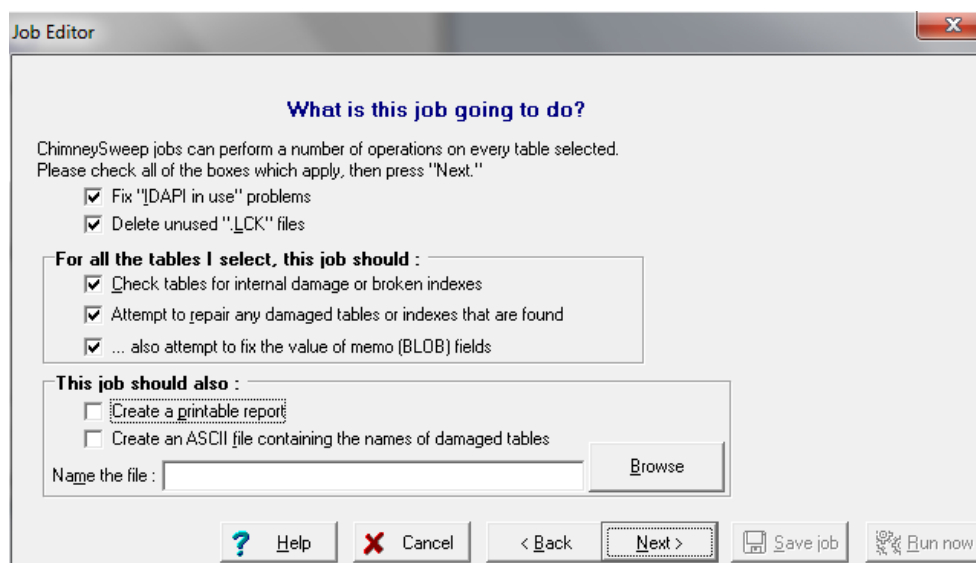 Job Editor
What is this job going to do?
ChimneySweep jobs can perform a number of operations on every table selected.
Please check all of the boxes which apply, then press "Next."
Fix "IDAPI in use" problems
Delete unused ".LCK" files
For all the tables I select, this job should :
Check tables for internal damage or broken indexes
Attempt to repair any damaged tables or indexes that are found
... also attempt to fix the value of memo (BLOB) fields
This job should also :
Create a printable report
Create an ASCII file containing the names of damaged tables
Name the file :
Browse
? Help
Cancel
< Back
Next >
Save job
Run now